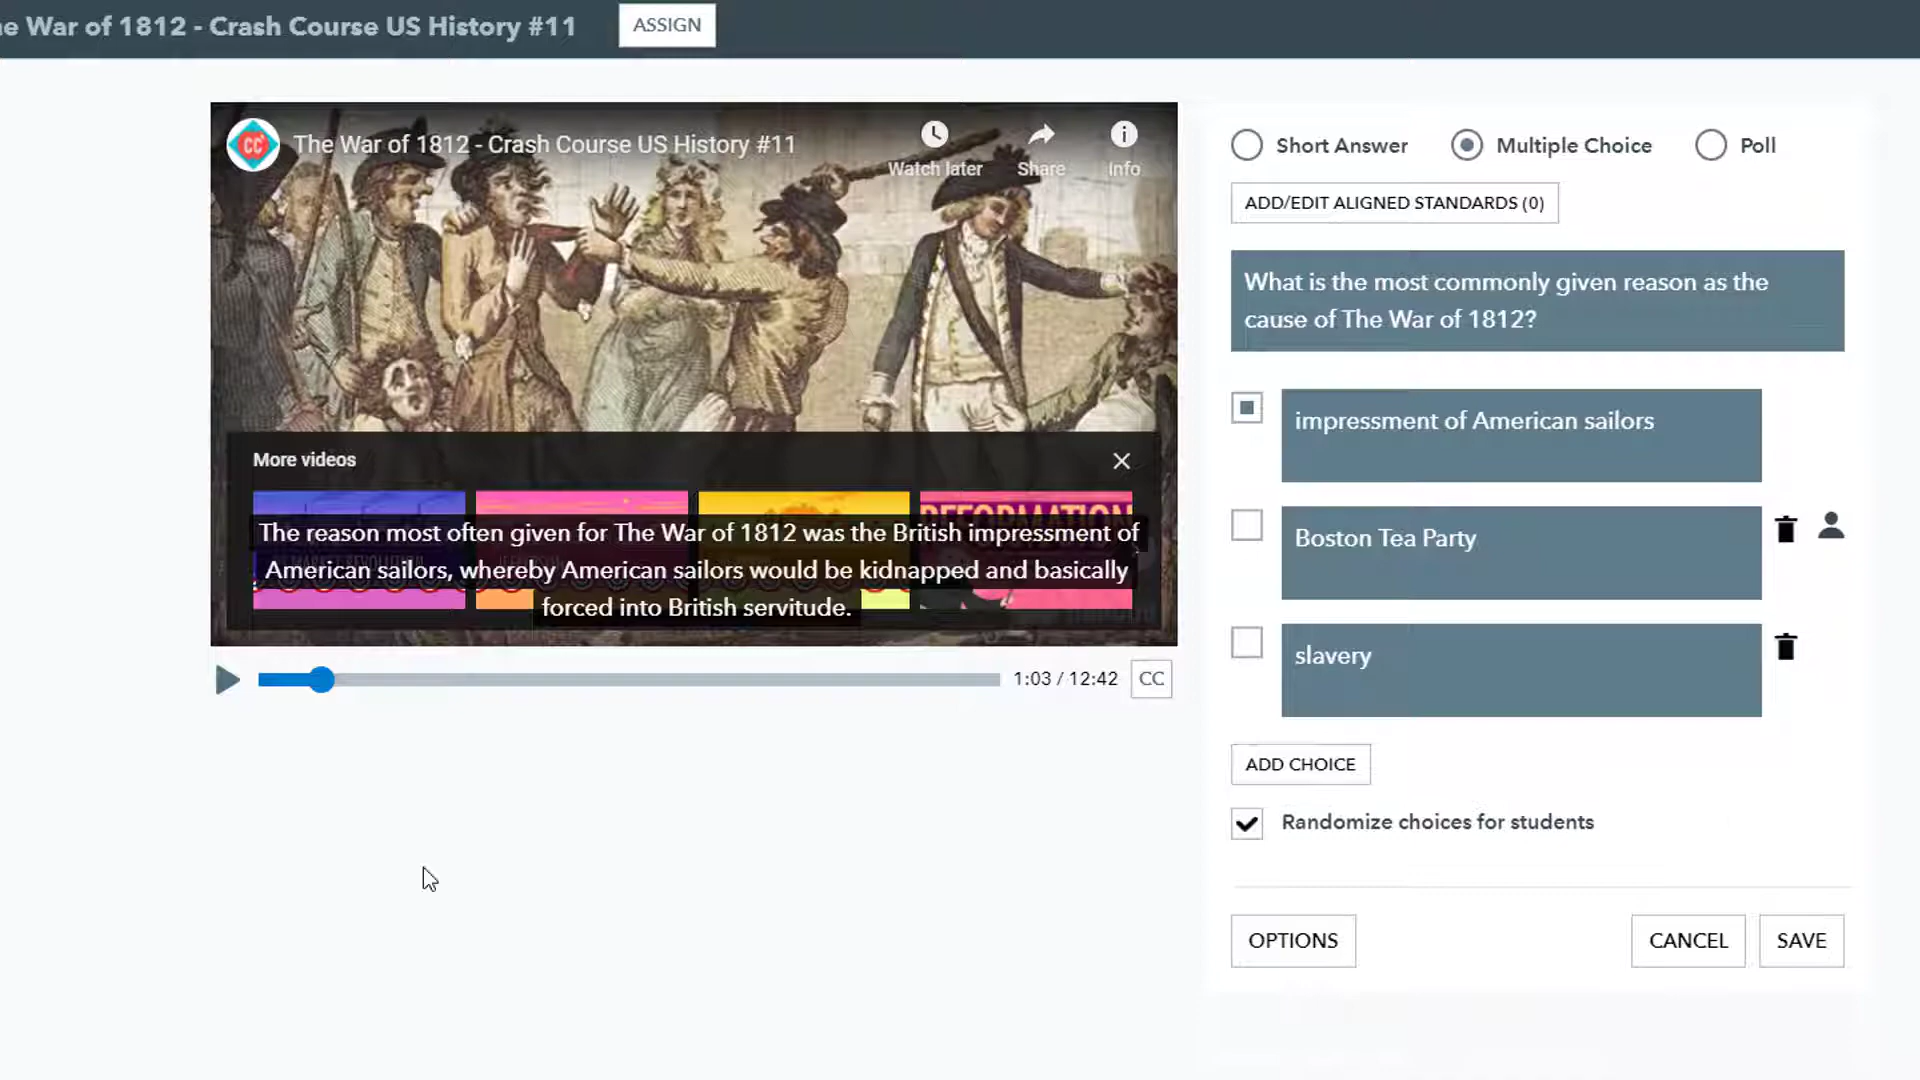 e War of 1812 - Crash Course US History #11
ASSIGN
CC
The War of 1812 - Crash Course US History #11
Watch later
Share
Info
More videos
The reason most often given for The War of 1812 was the British impressment of
American sailors, whereby American sailors would be kidnapped and basically
forced into British servitude.
1:03 / 12:42
CC
Short Answer
Multiple Choice
Poll
ADD/EDIT ALIGNED STANDARDS (0)
What is the most commonly given reason as the
cause of The War of 1812?
impressment of American sailors
Boston Tea Party
slavery
ADD CHOICE
Randomize choices for students
OPTIONS
CANCEL
SAVE